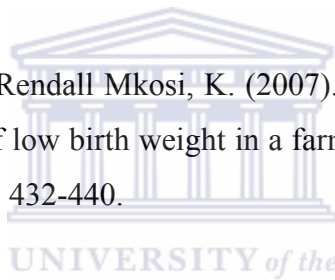 Rendall Mkosi, K. (2007).
f low birth weight in a farm
432-440.
UNIVERSITY of the